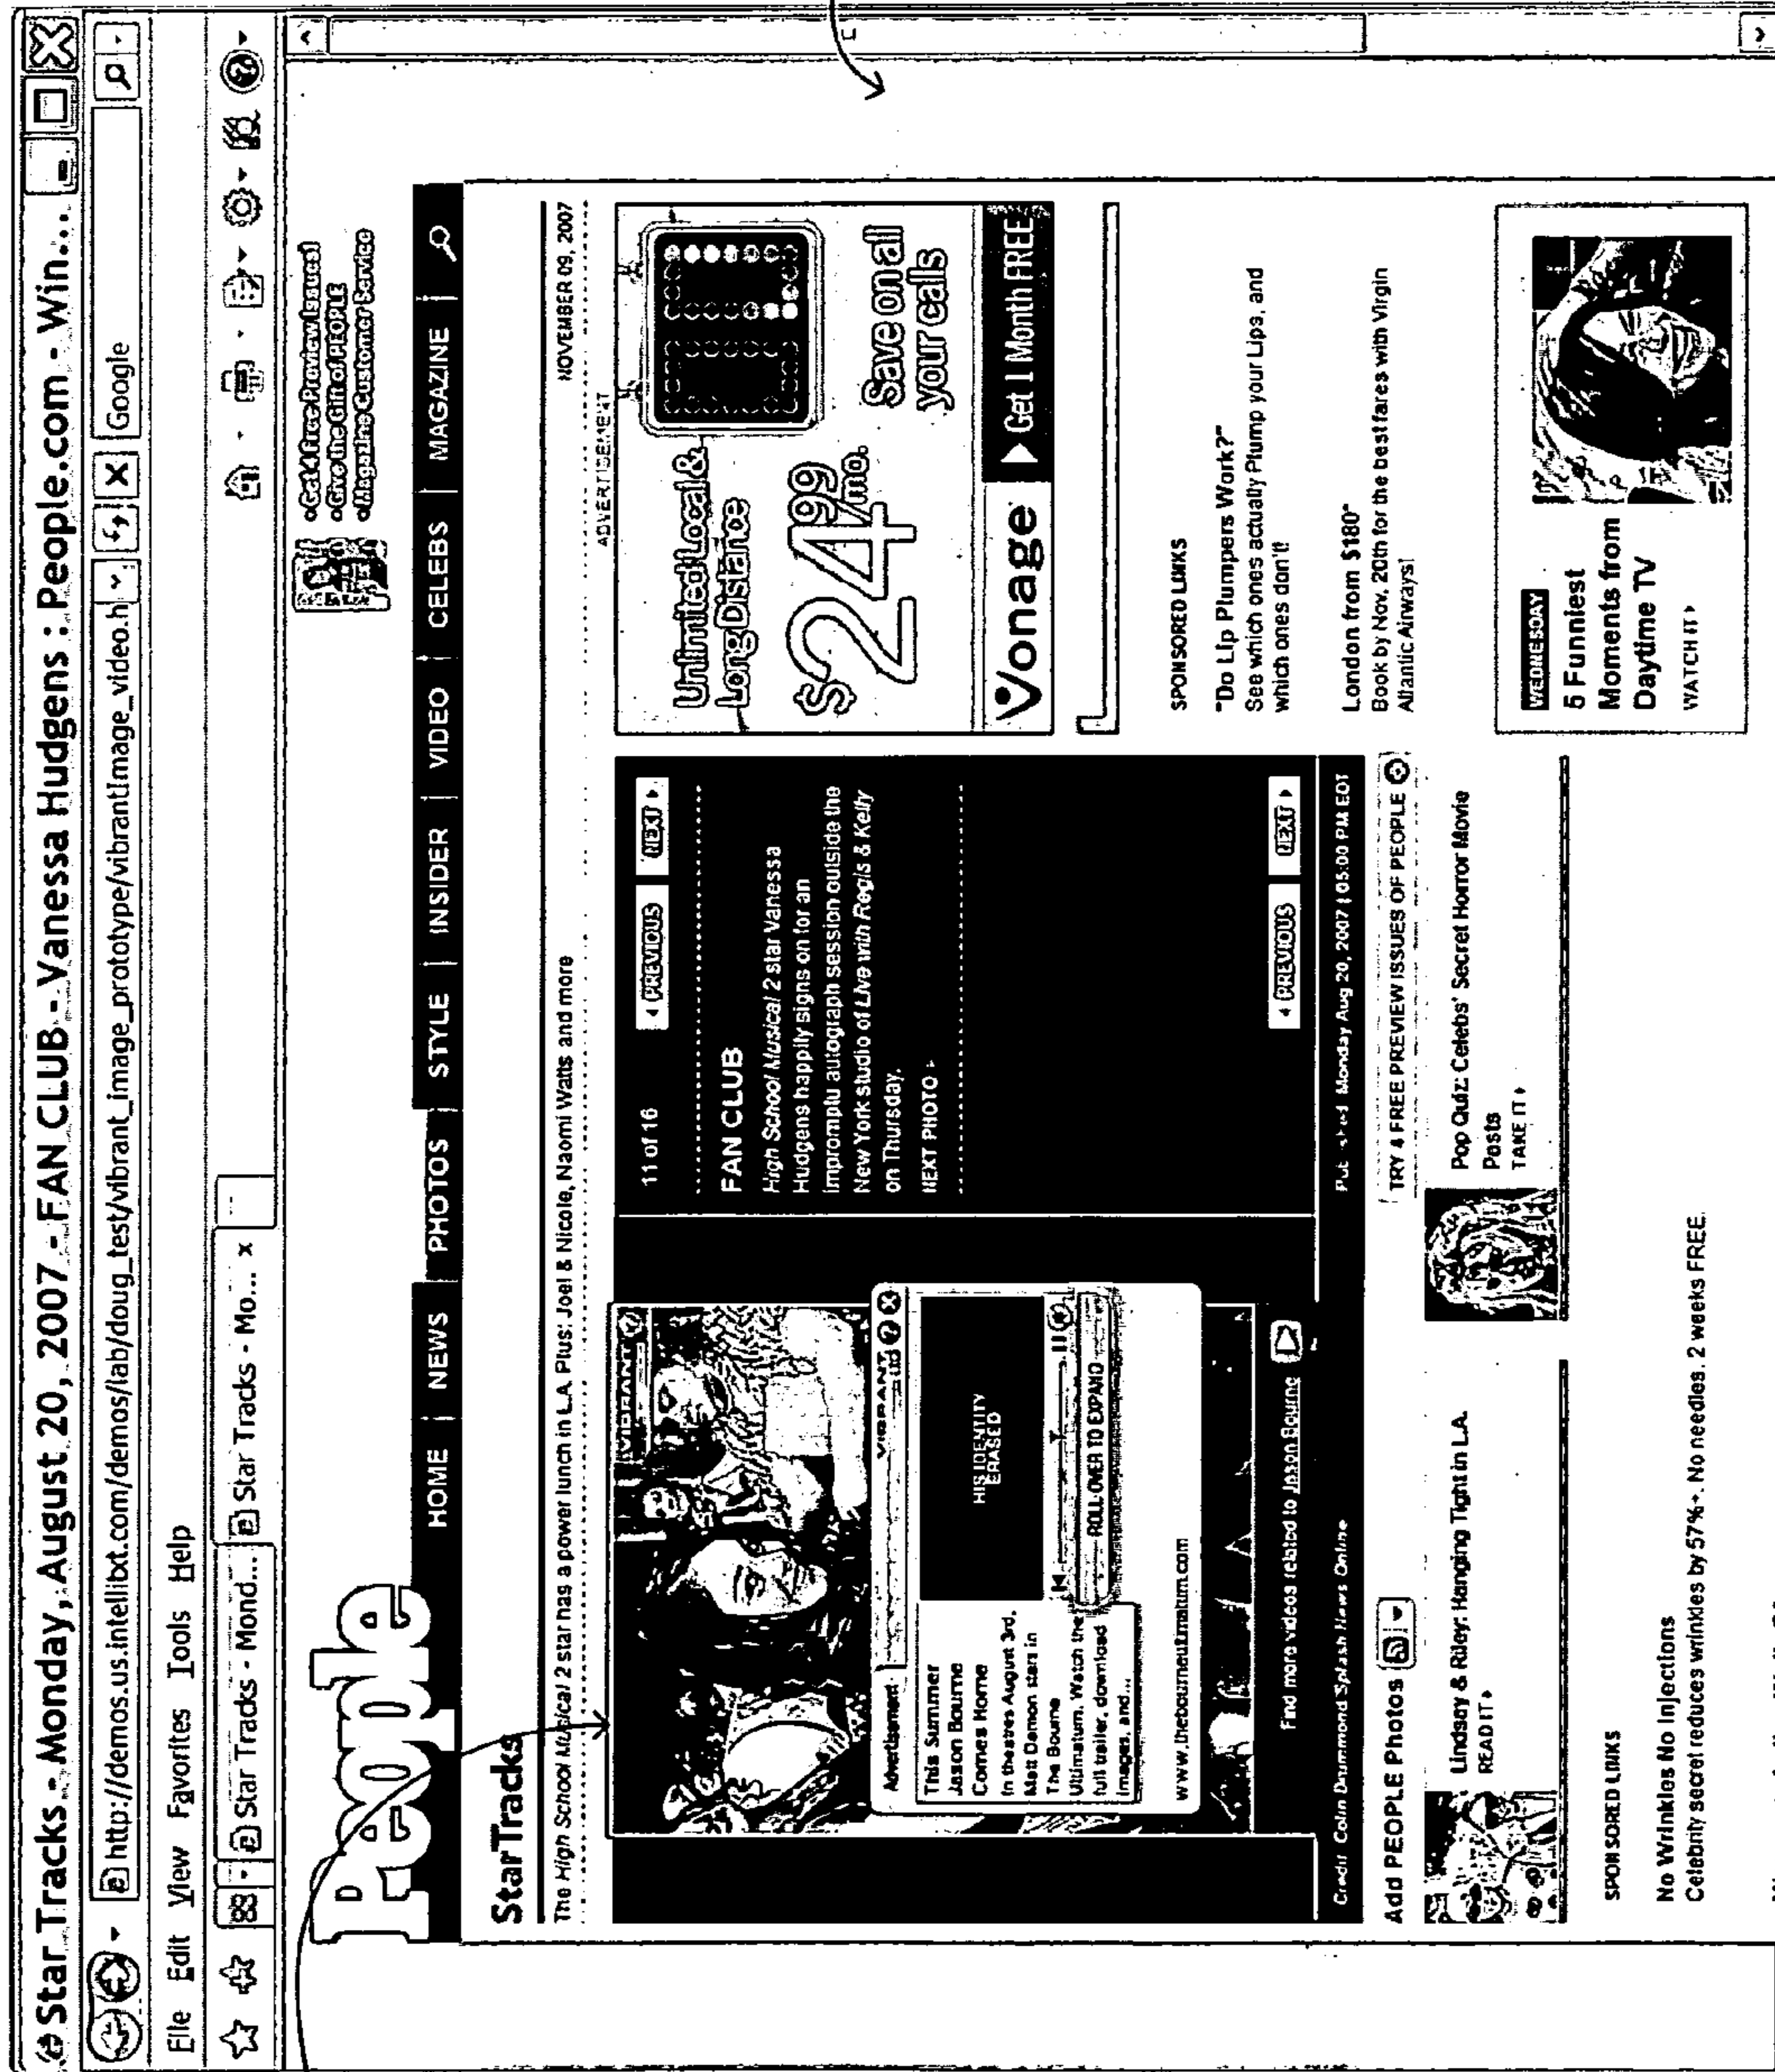 Star Tracks - Monday, August 20, 2007 - FAN CLUB - Vanessa Hudgens : People.com - Win...
http://demos.us.intellitxt.com/demos/lab/doug_test/vibrant_image_prototype/vibrantImage_video.h
Google
File Edit View Favorites Tools Help
Star Tracks - Mond...
Star Tracks - Mo... x
People
• Get 4 Free Preview Issues!
• Give the Gift of PEOPLE
• Magazine Customer Service
HOME | NEWS PHOTOS STYLE | INSIDER | VIDEO | CELEBS | MAGAZINE
StarTracks
The High School Musical 2 star has a power lunch in L.A. Plus: Joel & Nicole, Naomi Watts and more
NOVEMBER 09, 2007
VIBRANT
Advertisement
VIBRANT
This Summer
Jason Bourne
Comes Home
In theatres August 3rd.
Matt Damon stars in
The Bourne
Ultimatum. Watch the
full trailer, download
images, and...
HIS IDENTITY
ERASED
ROLL-OVER TO EXPAND
www.thebourneultimatum.com
Find more videos related to Jason Bourne
11 of 16
PREVIOUS NEXT
FAN CLUB
High School Musical 2 star Vanessa
Hudgens happily signs on for an
impromptu autograph session outside the
New York studio of Live with Regis & Kelly
on Thursday.
NEXT PHOTO
PREVIOUS NEXT
Credit Colin Drummond Splash News Online
Published Monday Aug 20, 2007 | 05:00 PM EDT
Add PEOPLE Photos
TRY 4 FREE PREVIEW ISSUES OF PEOPLE
Lindsay & Riley: Hanging Tight in L.A.
READ IT
Pop Quiz: Celebs' Secret Horror Movie
Posts
TAKE IT
SPONSORED LINKS
No Wrinkles No Injections
Celebrity secret reduces wrinkles by 57%+. No needles. 2 weeks FREE.
ADVERTISEMENT
Unlimited Local &
Long Distance
$24.99
/mo.
Save on all
your calls
Vonage
Get 1 Month FREE
SPONSORED LINKS
"Do Lip Plumpers Work?"
See which ones actually Plump your Lips, and
which ones don't!
London from $180*
Book by Nov, 20th for the best fares with Virgin
Atlantic Airways!
WEDNESDAY
5 Funniest
Moments from
Daytime TV
WATCH IT